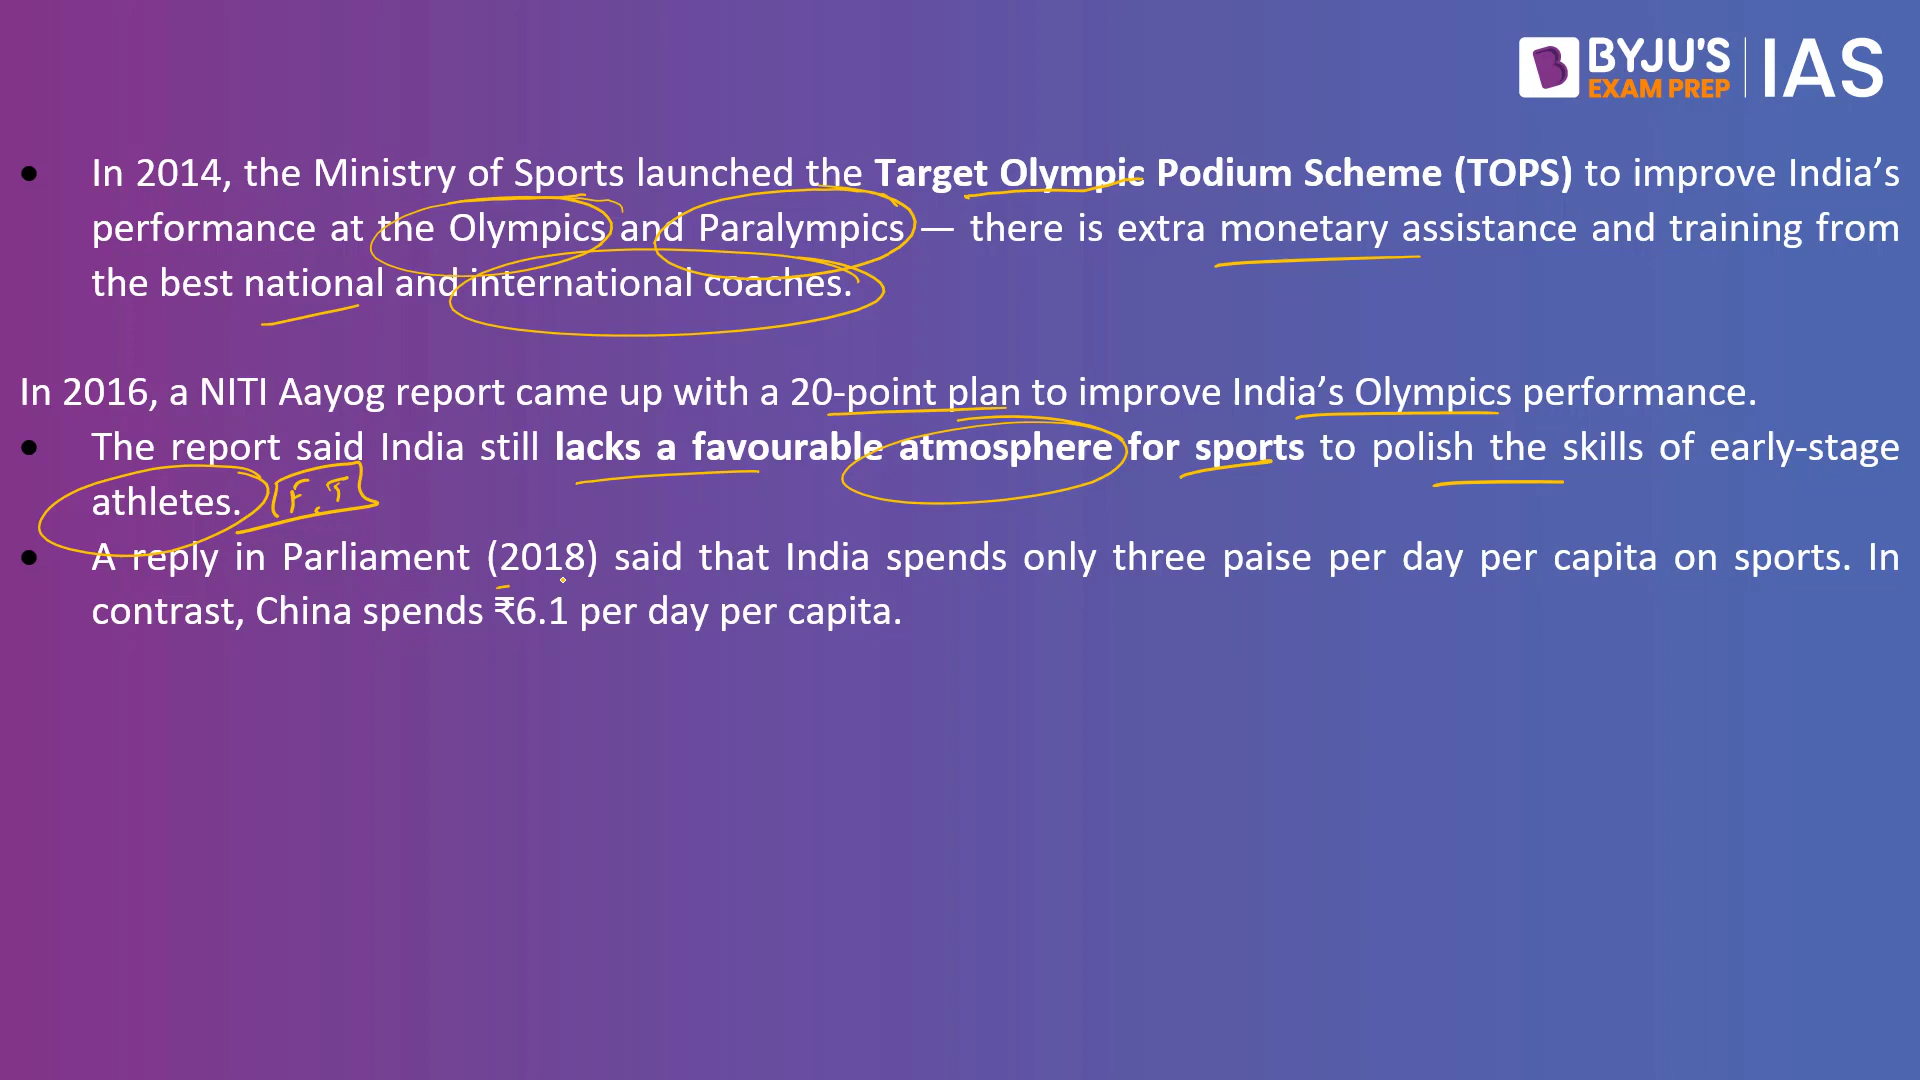 BYJU'S
EXAM PREP
IAS
• In 2014, the Ministry of Sports launched the Target Olympic Podium Scheme (TOPS) to improve India’s
performance at the Olympics and Paralympics — there is extra monetary assistance and training from
the best national and international coaches.
In 2016, a NITI Aayog report came up with a 20-point plan to improve India’s Olympics performance.
• The report said India still lacks a favourable atmosphere for sports to polish the skills of early-stage
athletes. F.T
• A reply in Parliament (2018) said that India spends only three paise per day per capita on sports. In
contrast, China spends ₹6.1 per day per capita.